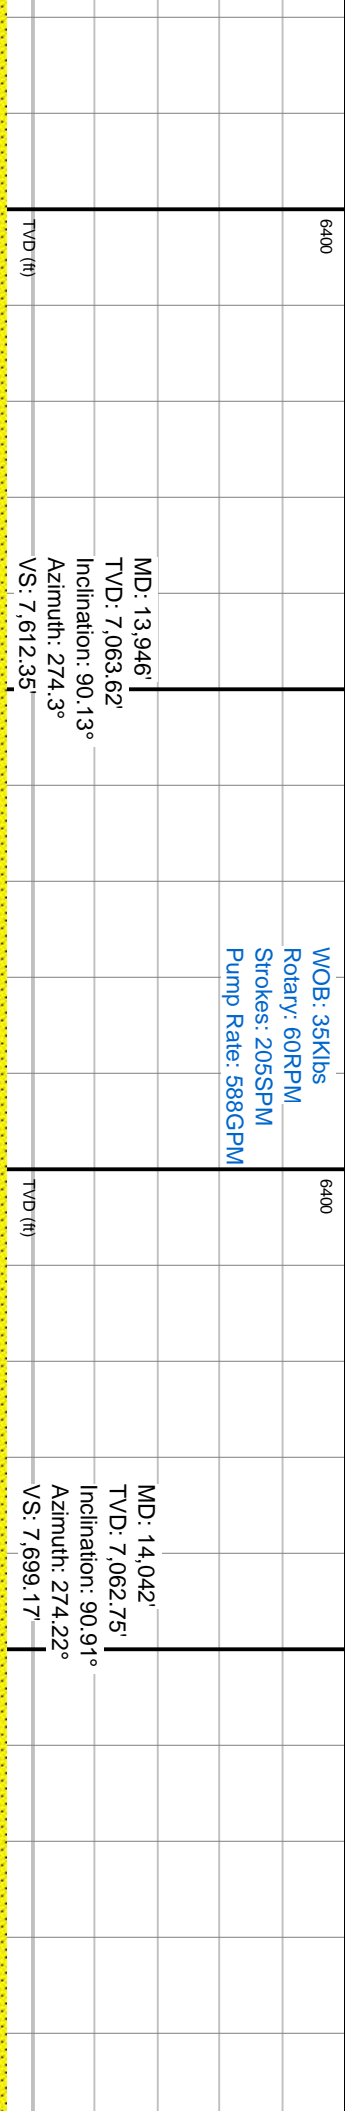 6400
TVD (ft)
MD: 13,946'
TVD: 7,063.62'
Inclination: 90.13°
Azimuth: 274.3°
VS: 7,612.35'
WOB: 35Klbs
Rotary: 60RPM
Strokes: 205SPM
Pump Rate: 588GPM
6400
TVD (ft)
MD: 14,042'
TVD: 7,062.75'
Inclination: 90.91°
Azimuth: 274.22°
VS: 7,699.17'